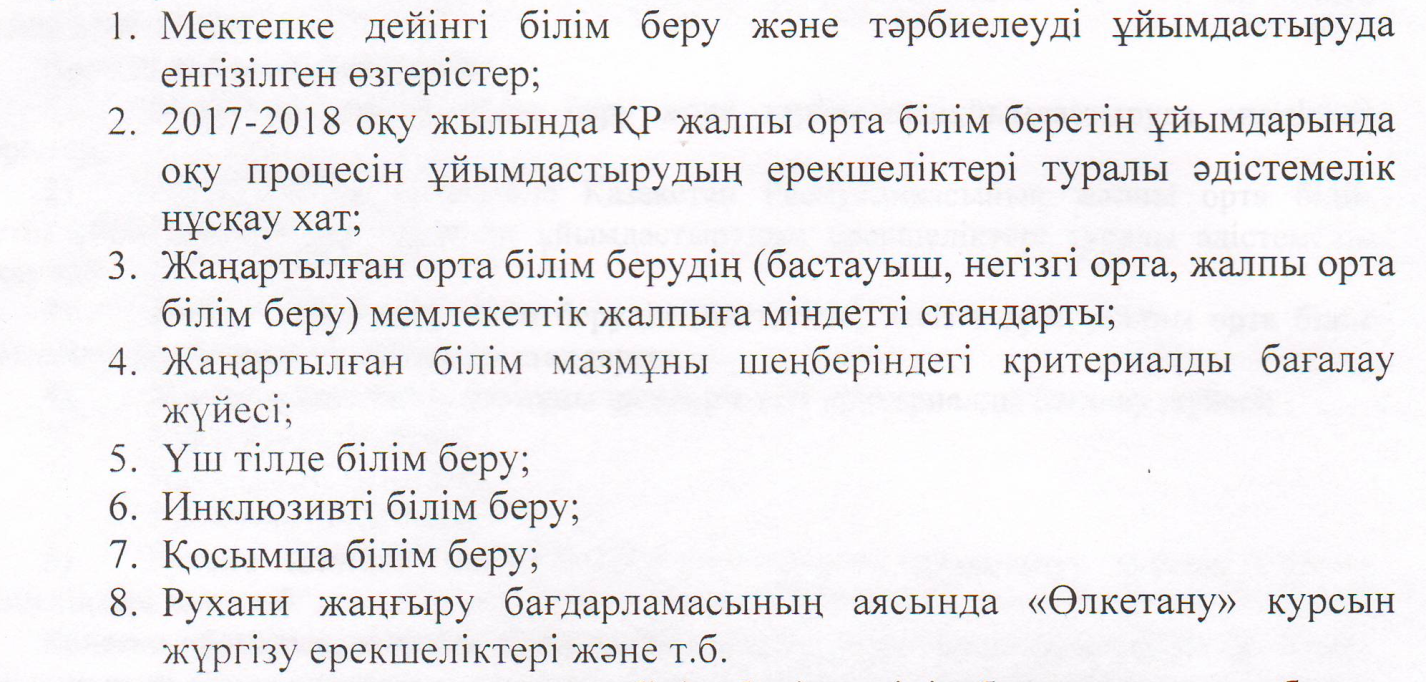 1. Мектепке дейінгі білім беру және тәрбиелеуді ұйымдастыруда
енгізілген өзгерістер;
2. 2017-2018 оқу жылында ҚР жалпы орта білім беретін ұйымдарында
оқу процесін ұйымдастырудың ерекшеліктері туралы әдістемелік
нұсқау хат;
3. Жаңартылған орта білім берудің (бастауыш, негізгі орта, жалпы орта
білім беру) мемлекеттік жалпыға міндетті стандарты;
4. Жаңартылған білім мазмұны шеңберіндегі критериалды бағалау
жүйесі;
5. Үш тілде білім беру;
6. Инклюзивті білім беру;
7. Қосымша білім беру;
8. Рухани жаңғыру бағдарламасының аясында «Өлкетану» курсын
жүргізу ерекшеліктері және т.б.